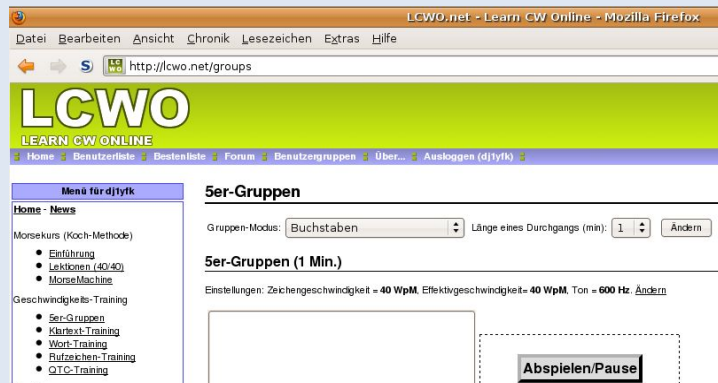 LCWO.net - Learn CW Online - Mozilla Firefox
Datei Bearbeiten Ansicht Chronik Lesezeichen Extras Hilfe
http://lcwo.net/groups
LCWO
LEARN CW ONLINE
Home Benutzerliste Bestenliste Forum Benutzergruppen Über... Ausloggen (dj1yfk)
Menü für dj1yfk
Home - News
Morsekurs (Koch-Methode)
Einführung
Lektionen (40/40)
MorseMachine
Geschwindigkeits-Training
5er-Gruppen
Klartext-Training
Wort-Training
Rufzeichen-Training
QTC-Training
5er-Gruppen
Gruppen-Modus: Buchstaben Länge eines Durchgangs (min): 1 Ändern
5er-Gruppen (1 Min.)
Einstellungen: Zeichengeschwindigkeit = 40 WpM, Effektivgeschwindigkeit= 40 WpM, Ton = 600 Hz. Ändern
Abspielen/Pause